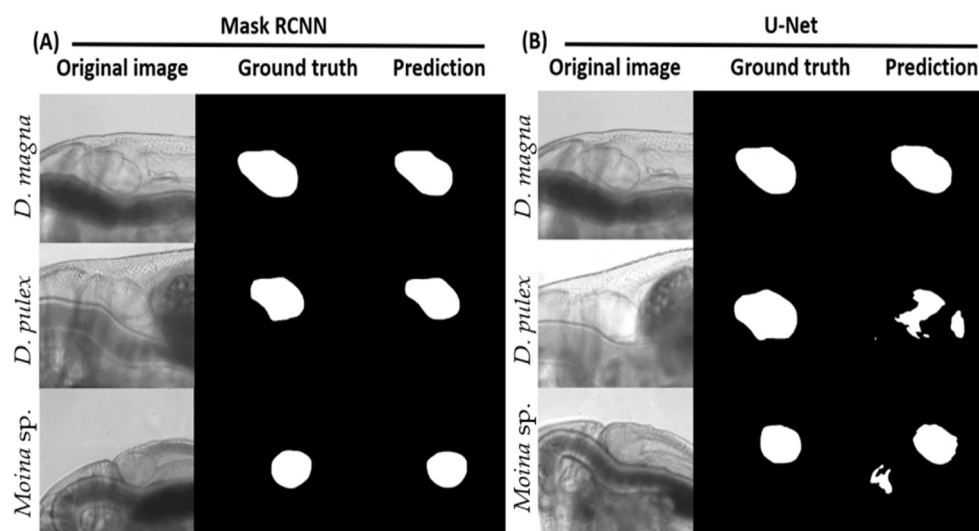 (A) Mask RCNN
Original image Ground truth Prediction
D. magna
D. pulex
Moina sp.
(B) U-Net
Original image Ground truth Prediction
D. magna
D. pulex
Moina sp.